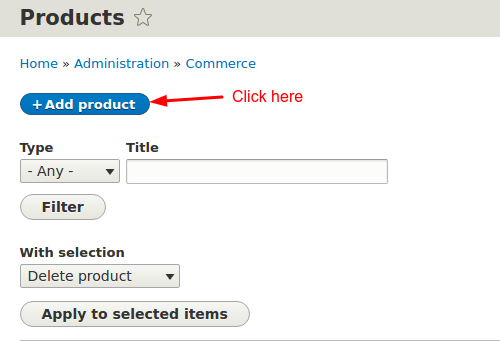 Products
Home » Administration » Commerce
+ Add product
Click here
Type Title
- Any -
Filter
With selection
Delete product
Apply to selected items